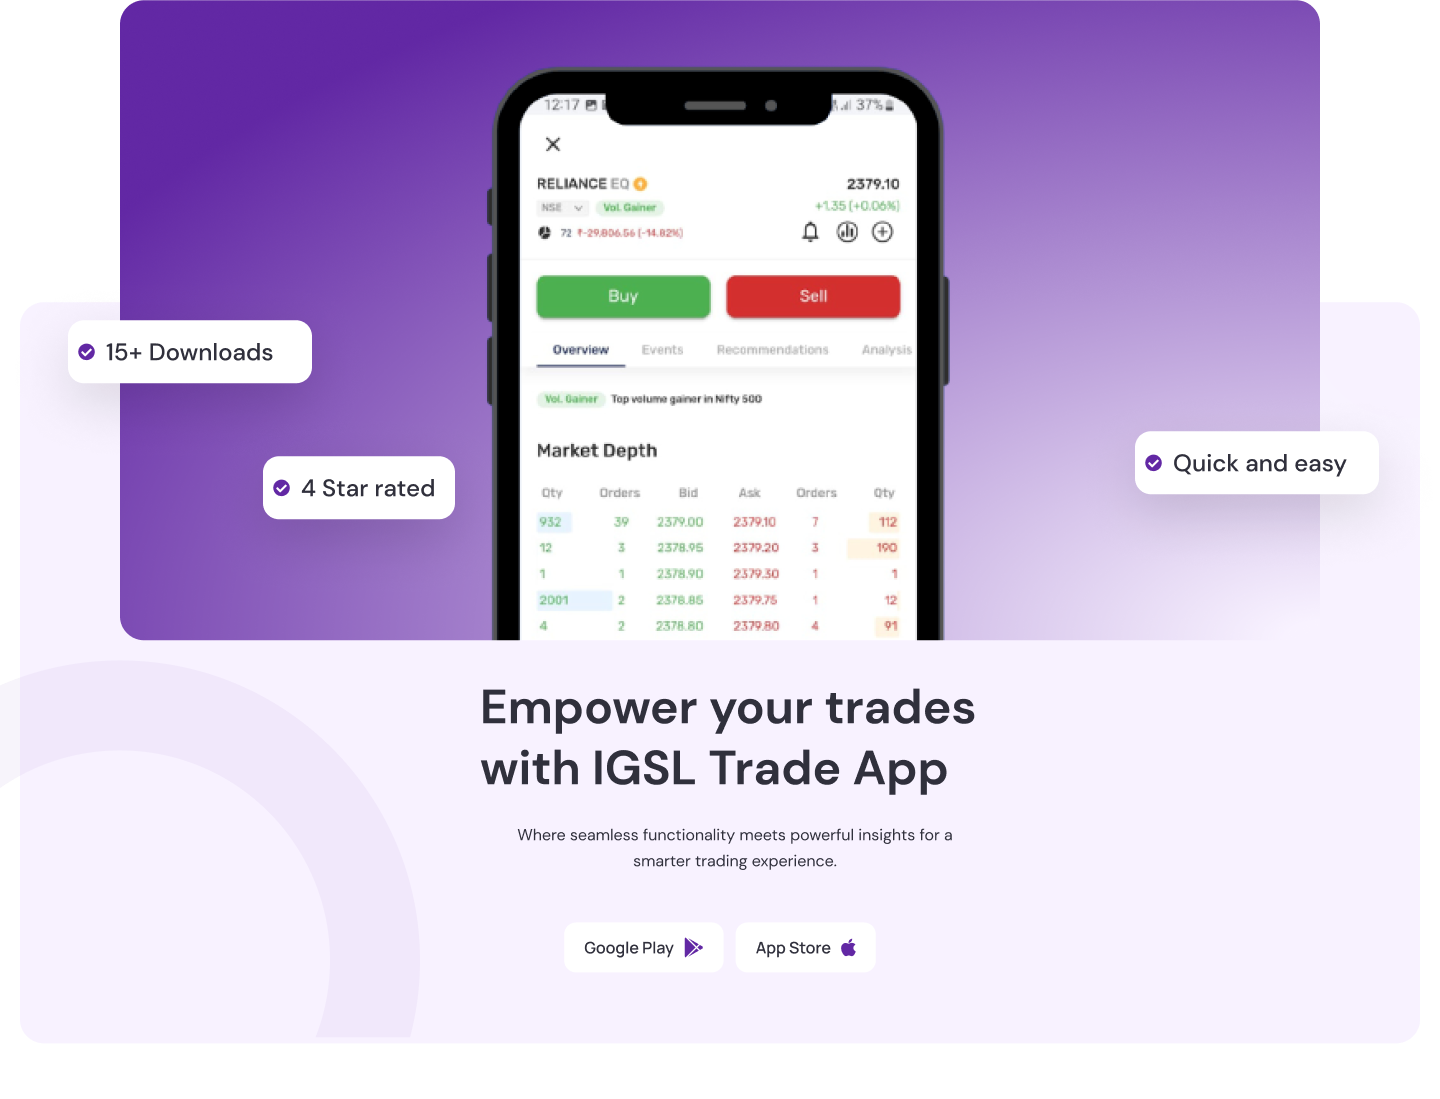 12:17 37%
RELIANCE EQ 2379.10
NSE Vol. Gainer +1.35 (+0.06%)
72 ₹-29,806.56 (-14.82%)
Buy Sell
Overview Events Recommendations Analysis
Vol. Gainer Top volume gainer in Nifty 500
Market Depth
Qty Orders Bid Ask Orders Qty
932 39 2379.00 2379.10 7 112
12 3 2378.95 2379.20 3 190
1 1 2378.90 2379.30 1 1
2001 2 2378.85 2379.75 1 12
4 2 2378.80 2379.80 4 91
15+ Downloads
4 Star rated
Quick and easy
Empower your trades
with IGSL Trade App
Where seamless functionality meets powerful insights for a
smarter trading experience.
Google Play
App Store